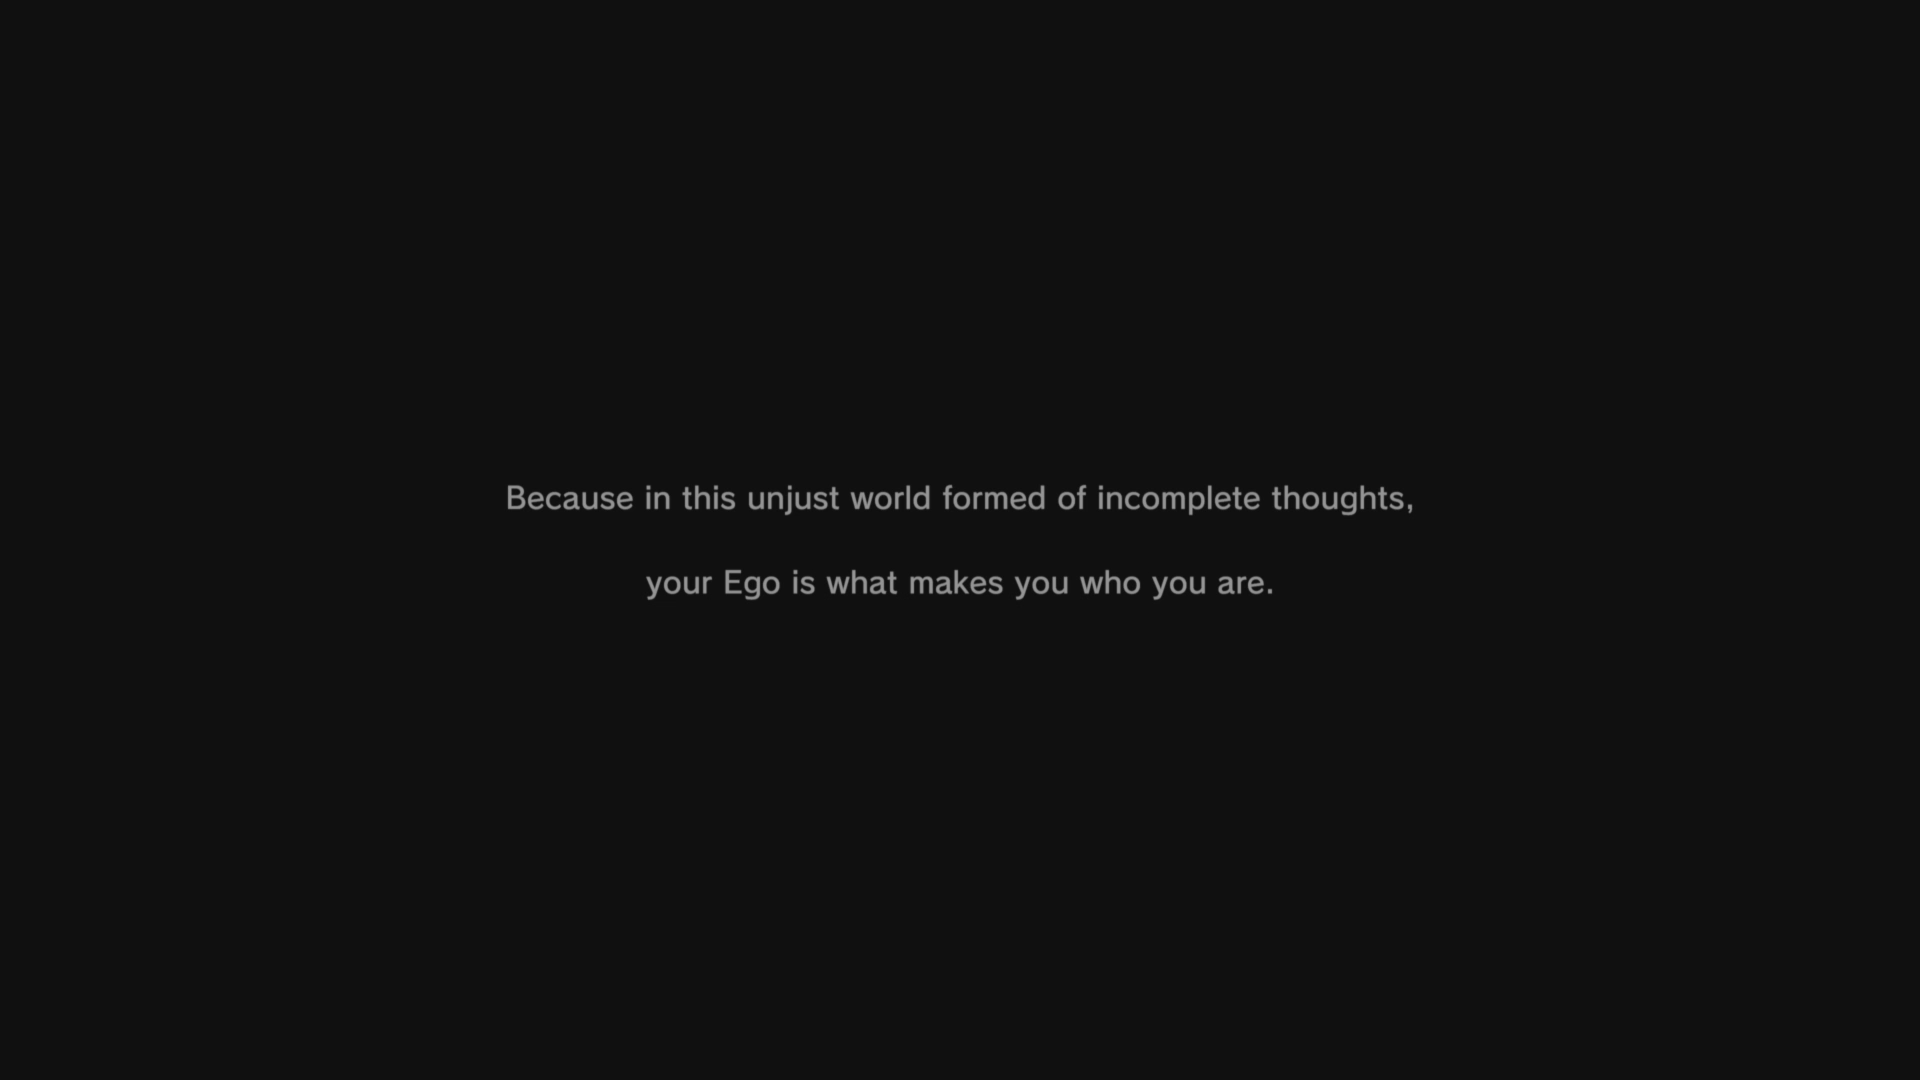 Because in this unjust world formed of incomplete thoughts,
your Ego is what makes you who you are.